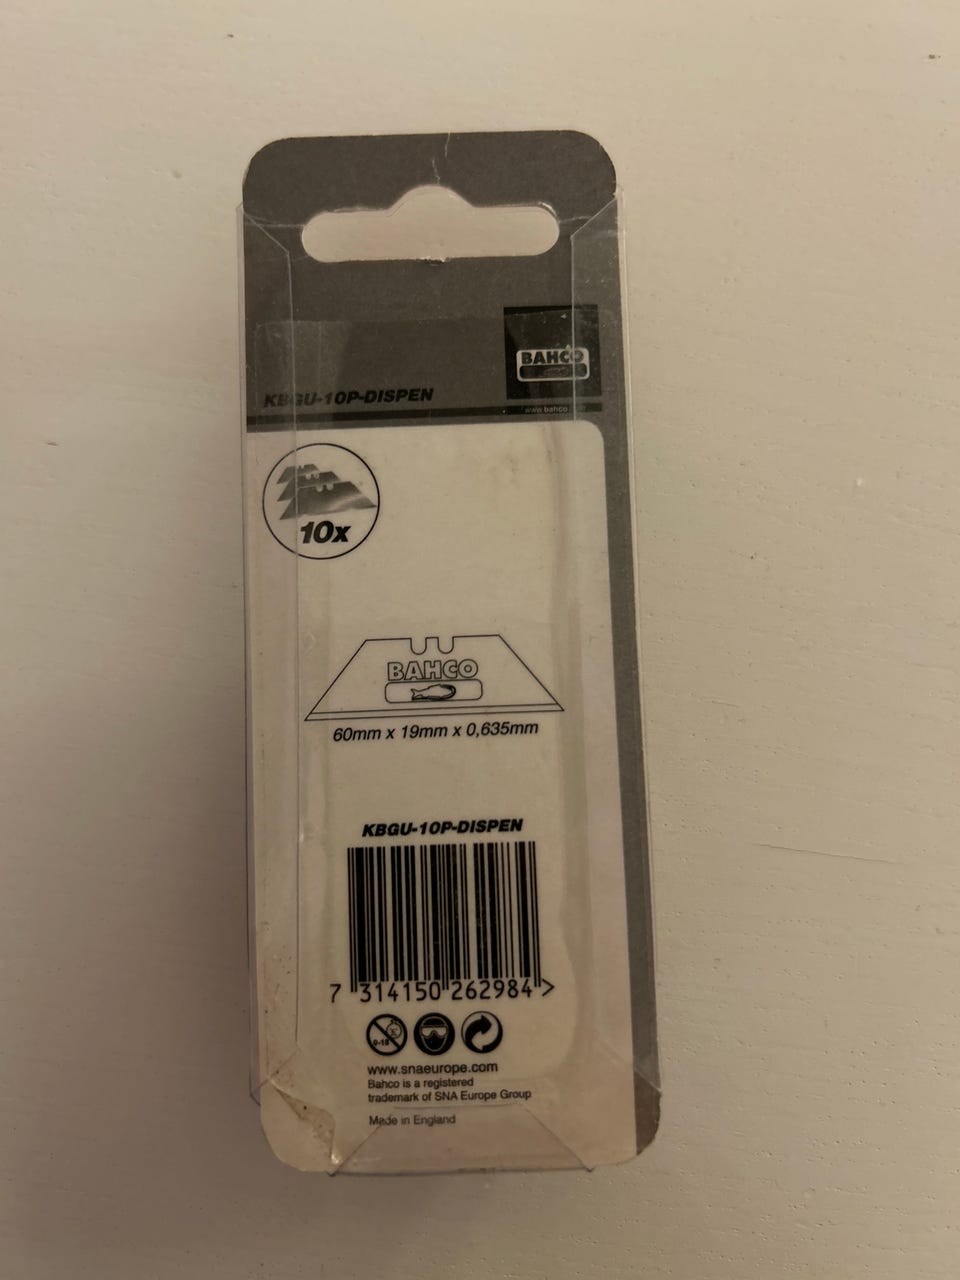 BAHCO
KBGU-10P-DISPEN
www.bahco
10x
BAHCO
60mm x 19mm x 0,635mm
KBGU-10P-DISPEN
7 314150 262984 >
0-18
www.snaeurope.com
Bahco is a registered
trademark of SNA Europe Group
Made in England